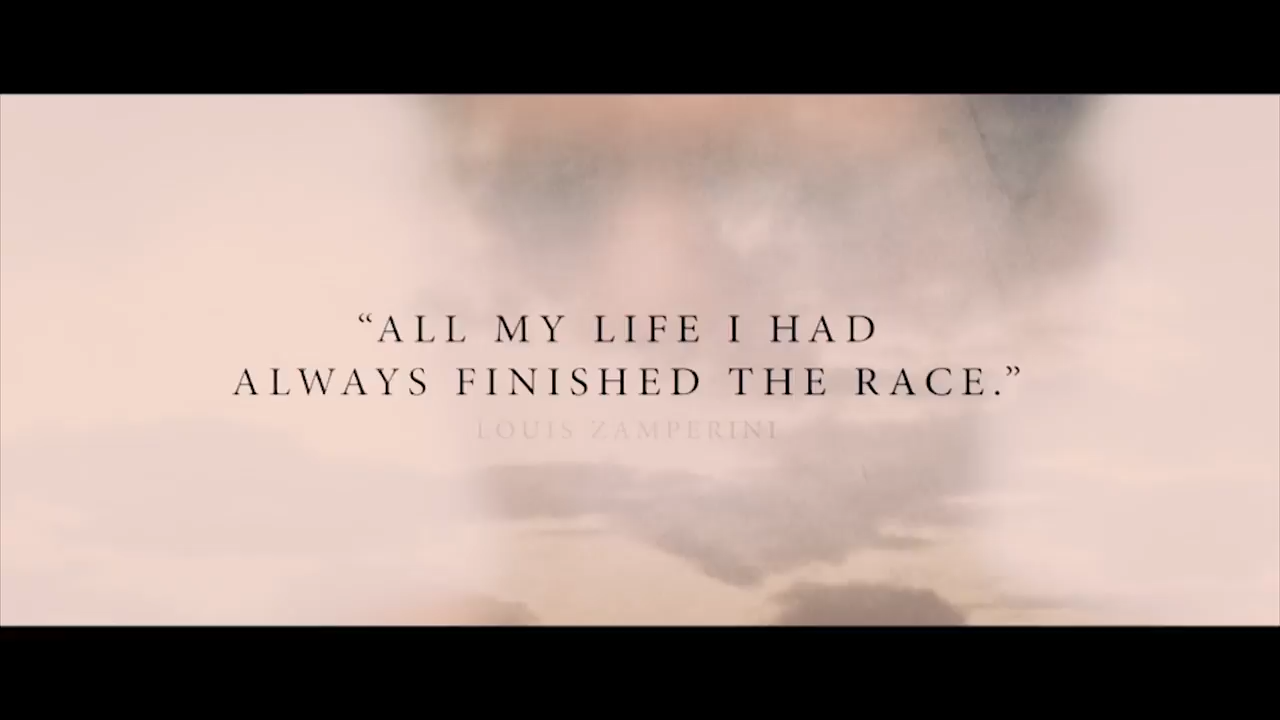 “ALL MY LIFE I HAD
ALWAYS FINISHED THE RACE.”
LOUIS ZAMPERINI